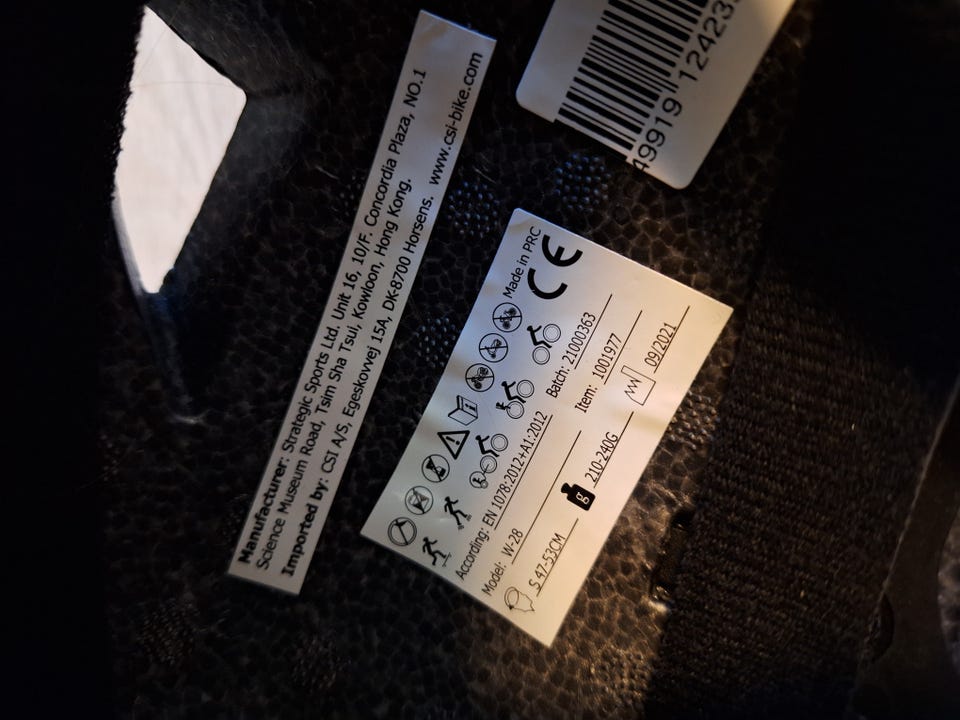 Manufacturer: Strategic Sports Ltd. Unit 16, 10/F. Concordia Plaza, NO.1
Science Museum Road, Tsim Sha Tsui, Kowloon, Hong Kong.
Imported by: CSI A/S, Egeskovvej 15A, DK-8700 Horsens. www.csi-bike.com
49919 12423
Made in PRC
CE
According: EN 1078:2012+A1:2012 Batch: 21000363
Model: W-28 Item: 1001977
S 47-53CM g 210-240G 09/2021